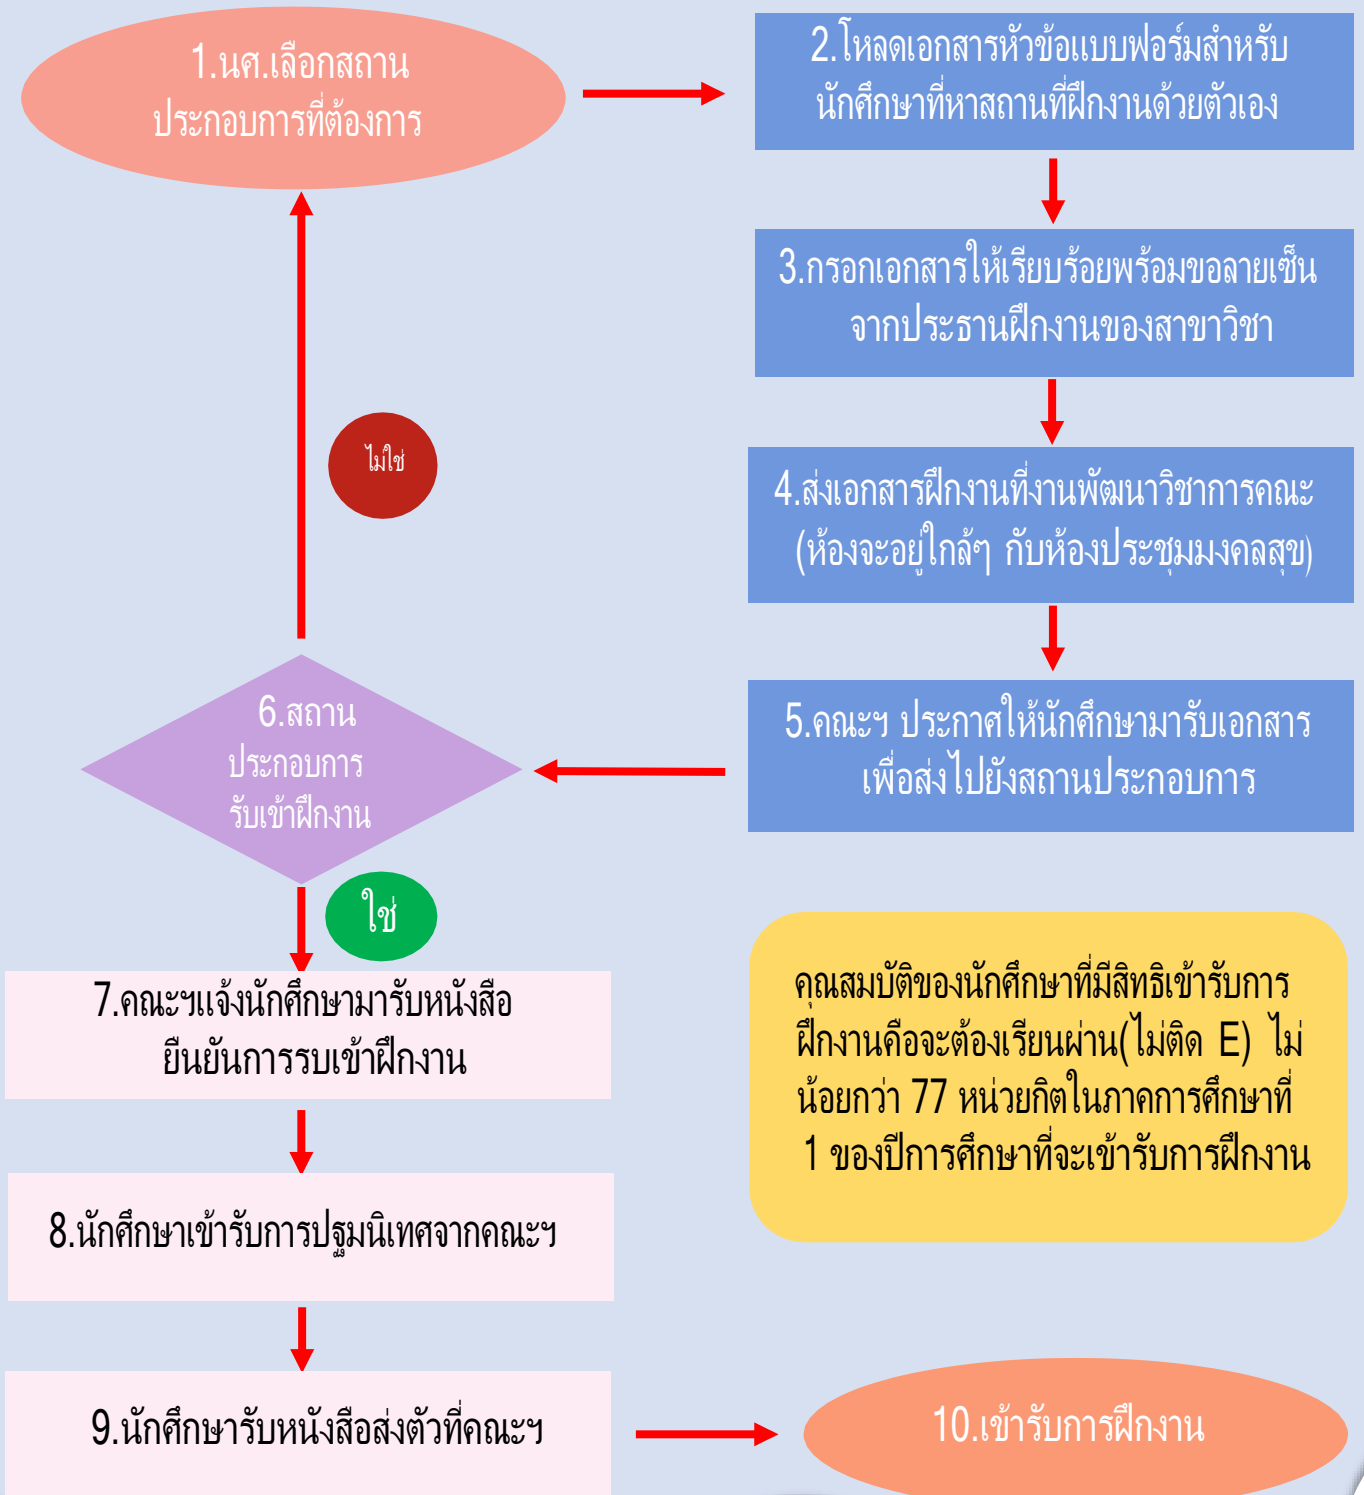 1.นศ.เลือกสถาน
ประกอบการที่ต้องการ
2.โหลดเอกสารหัวข้อแบบฟอร์มสำหรับ
นักศึกษาที่หาสถานที่ฝึกงานด้วยตัวเอง
3.กรอกเอกสารให้เรียบร้อยพร้อมขอลายเซ็น
จากประธานฝึกงานของสาขาวิชา
4.ส่งเอกสารฝึกงานที่งานพัฒนาวิชาการคณะ
(ห้องจะอยู่ใกล้ๆ กับห้องประชุมมงคลสุข)
5.คณะฯ ประกาศให้นักศึกษามารับเอกสาร
เพื่อส่งไปยังสถานประกอบการ
6.สถาน
ประกอบการ
รับเข้าฝึกงาน
ไม่ใช่
ใช่
7.คณะฯแจ้งนักศึกษามารับหนังสือ
ยืนยันการรบเข้าฝึกงาน
8.นักศึกษาเข้ารับการปฐมนิเทศจากคณะฯ
9.นักศึกษารับหนังสือส่งตัวที่คณะฯ
10.เข้ารับการฝึกงาน
คุณสมบัติของนักศึกษาที่มีสิทธิเข้ารับการ
ฝึกงานคือจะต้องเรียนผ่าน(ไม่ติด E) ไม่
น้อยกว่า 77 หน่วยกิตในภาคการศึกษาที่
1 ของปีการศึกษาที่จะเข้ารับการฝึกงาน